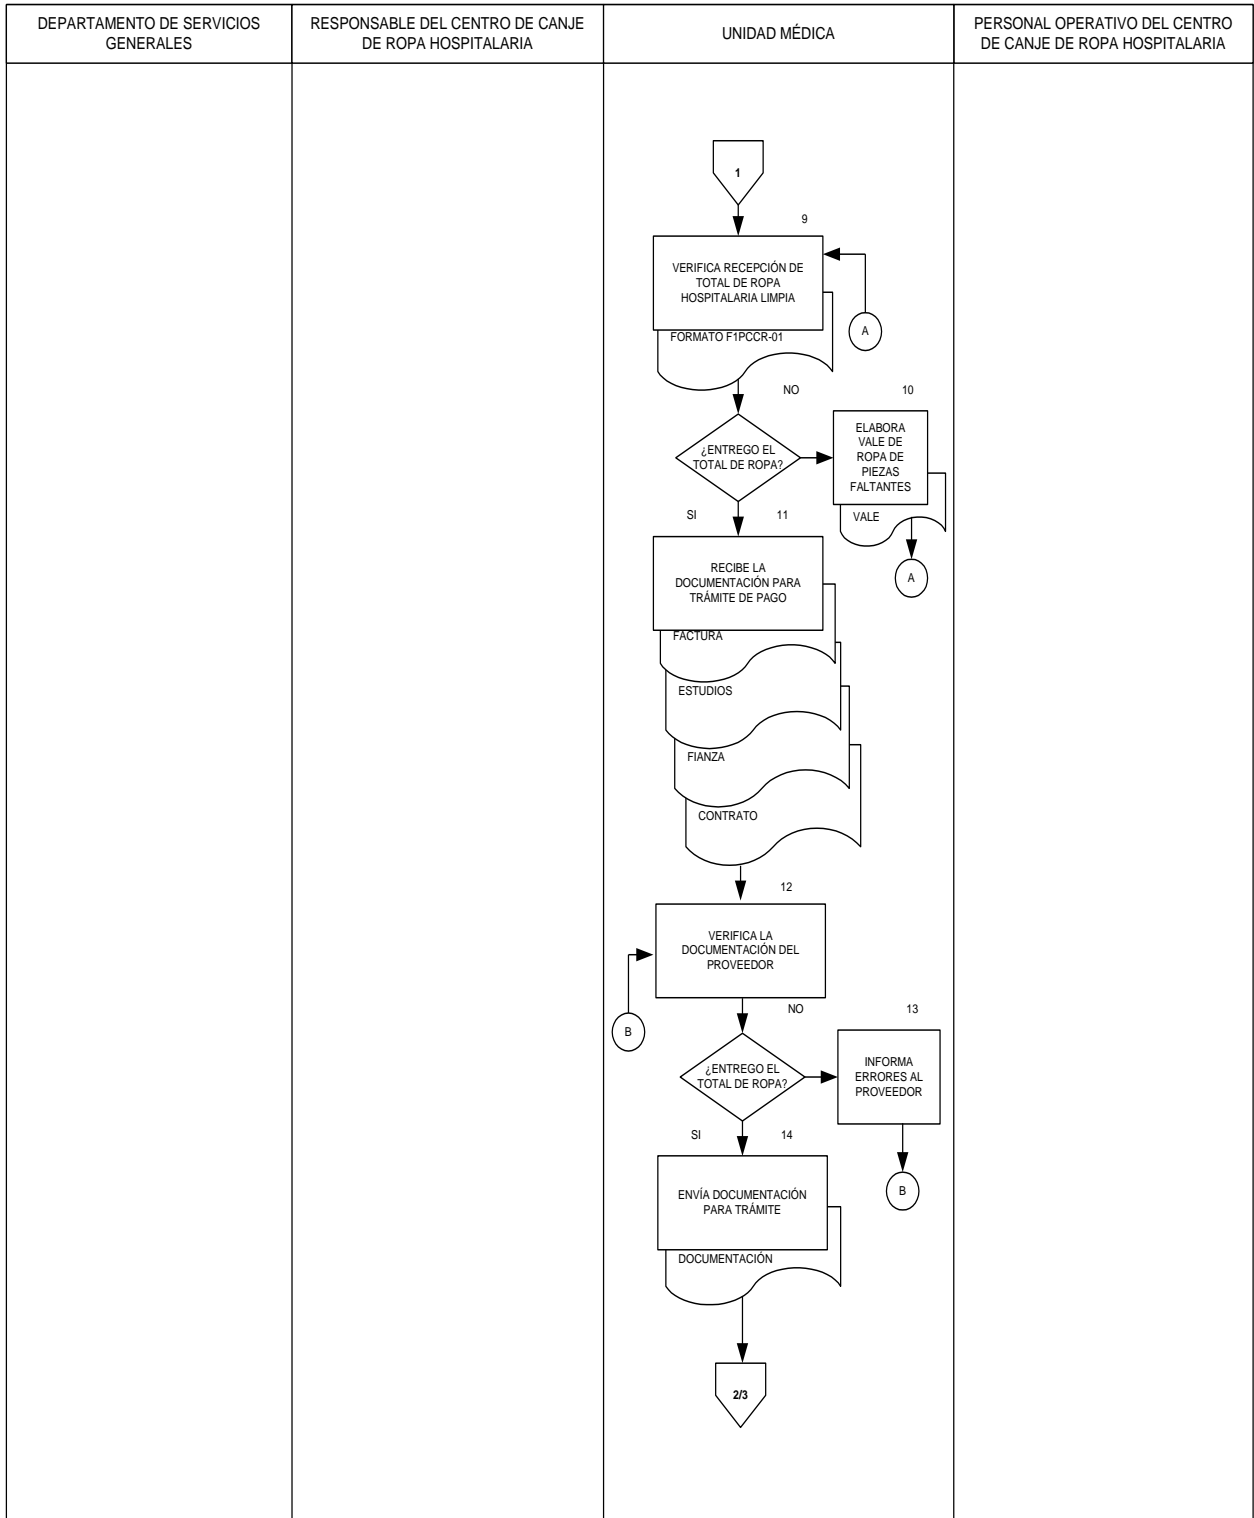 DEPARTAMENTO DE SERVICIOS
GENERALES
RESPONSABLE DEL CENTRO DE CANJE
DE ROPA HOSPITALARIA
UNIDAD MÉDICA
PERSONAL OPERATIVO DEL CENTRO
DE CANJE DE ROPA HOSPITALARIA
1
9
VERIFICA RECEPCIÓN DE
TOTAL DE ROPA
HOSPITALARIA LIMPIA
FORMATO F1PCCR-01
A
NO
10
¿ENTREGO EL
TOTAL DE ROPA?
ELABORA
VALE DE
ROPA DE
PIEZAS
FALTANTES
VALE
A
SI
11
RECIBE LA
DOCUMENTACIÓN PARA
TRÁMITE DE PAGO
FACTURA
ESTUDIOS
FIANZA
CONTRATO
12
VERIFICA LA
DOCUMENTACIÓN DEL
PROVEEDOR
B
NO
13
¿ENTREGO EL
TOTAL DE ROPA?
INFORMA
ERRORES AL
PROVEEDOR
B
SI
14
ENVÍA DOCUMENTACIÓN
PARA TRÁMITE
DOCUMENTACIÓN
2/3